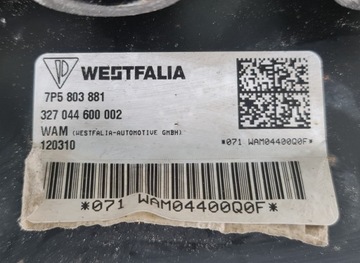 WESTFALIA
7P5 803 881
327 044 600 002
WAM (WESTFALIA-AUTOMOTIVE GMBH)
120310
*071 WAM04400Q0F*
*071 WAM04400Q0F*